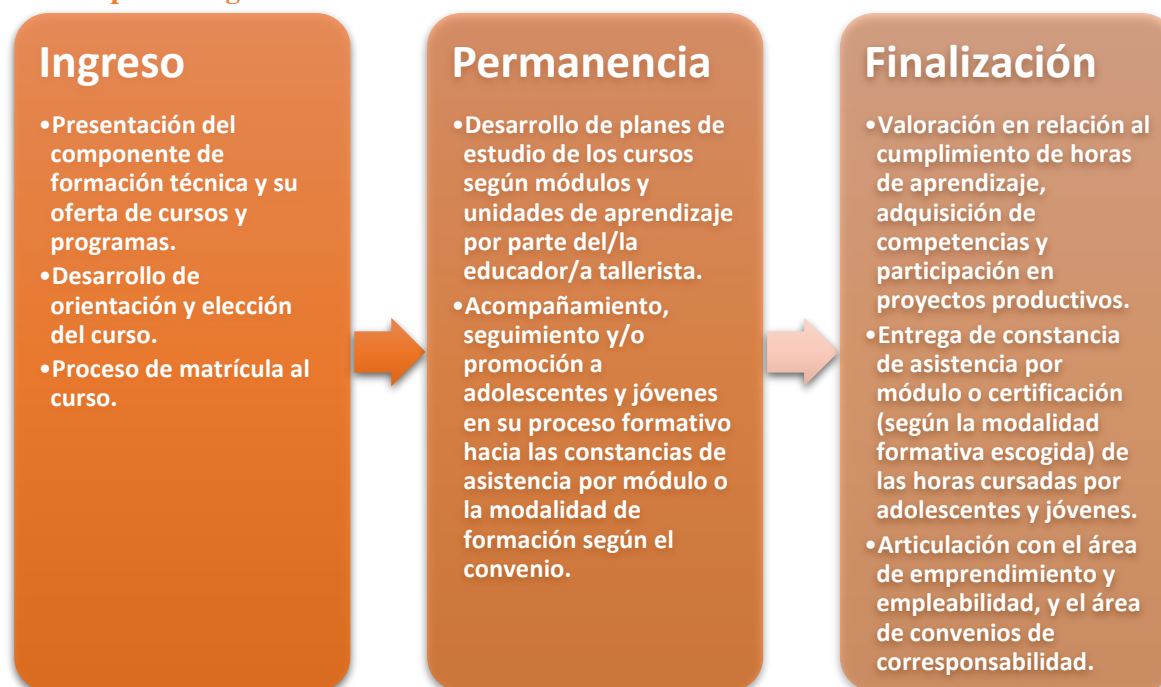 Ingreso
•Presentación del
componente de
formación técnica y su
oferta de cursos y
programas.
•Desarrollo de
orientación y elección
del curso.
•Proceso de matrícula al
curso.
Permanencia
•Desarrollo de planes de
estudio de los cursos
según módulos y
unidades de aprendizaje
por parte del/la
educador/a tallerista.
•Acompañamiento,
seguimiento y/o
promoción a
adolescentes y jóvenes
en su proceso formativo
hacia las constancias de
asistencia por módulo o
la modalidad de
formación según el
convenio.
Finalización
•Valoración en relación al
cumplimiento de horas
de aprendizaje,
adquisición de
competencias y
participación en
proyectos productivos.
•Entrega de constancia
de asistencia por
módulo o certificación
(según la modalidad
formativa escogida) de
las horas cursadas por
adolescentes y jóvenes.
•Articulación con el área
de emprendimiento y
empleabilidad, y el área
de convenios de
corresponsabilidad.